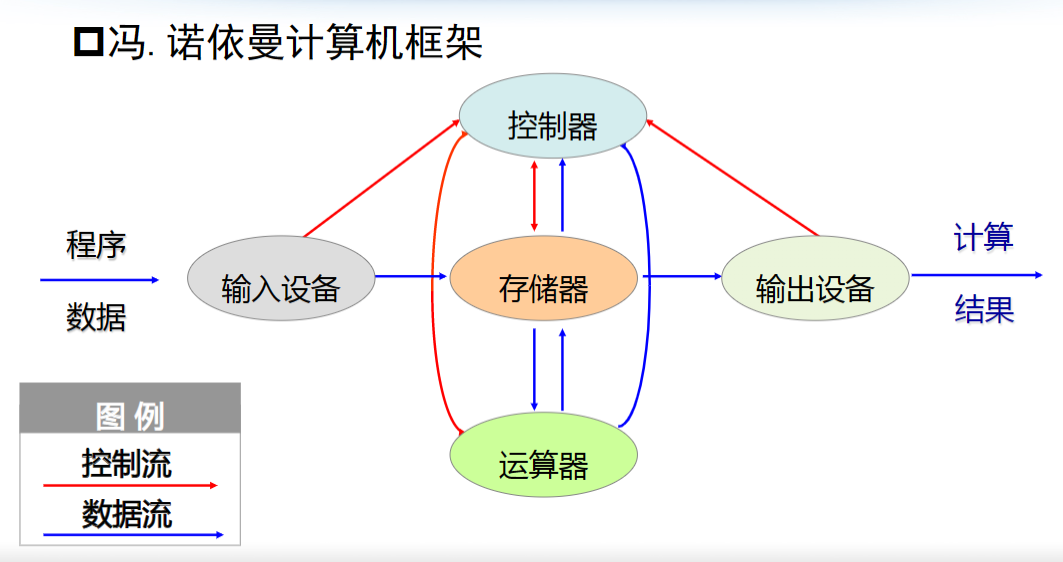 冯. 诺依曼计算机框架
控制器
程序
数据
输入设备
存储器
输出设备
计算
结果
运算器
图 例
控制流
数据流